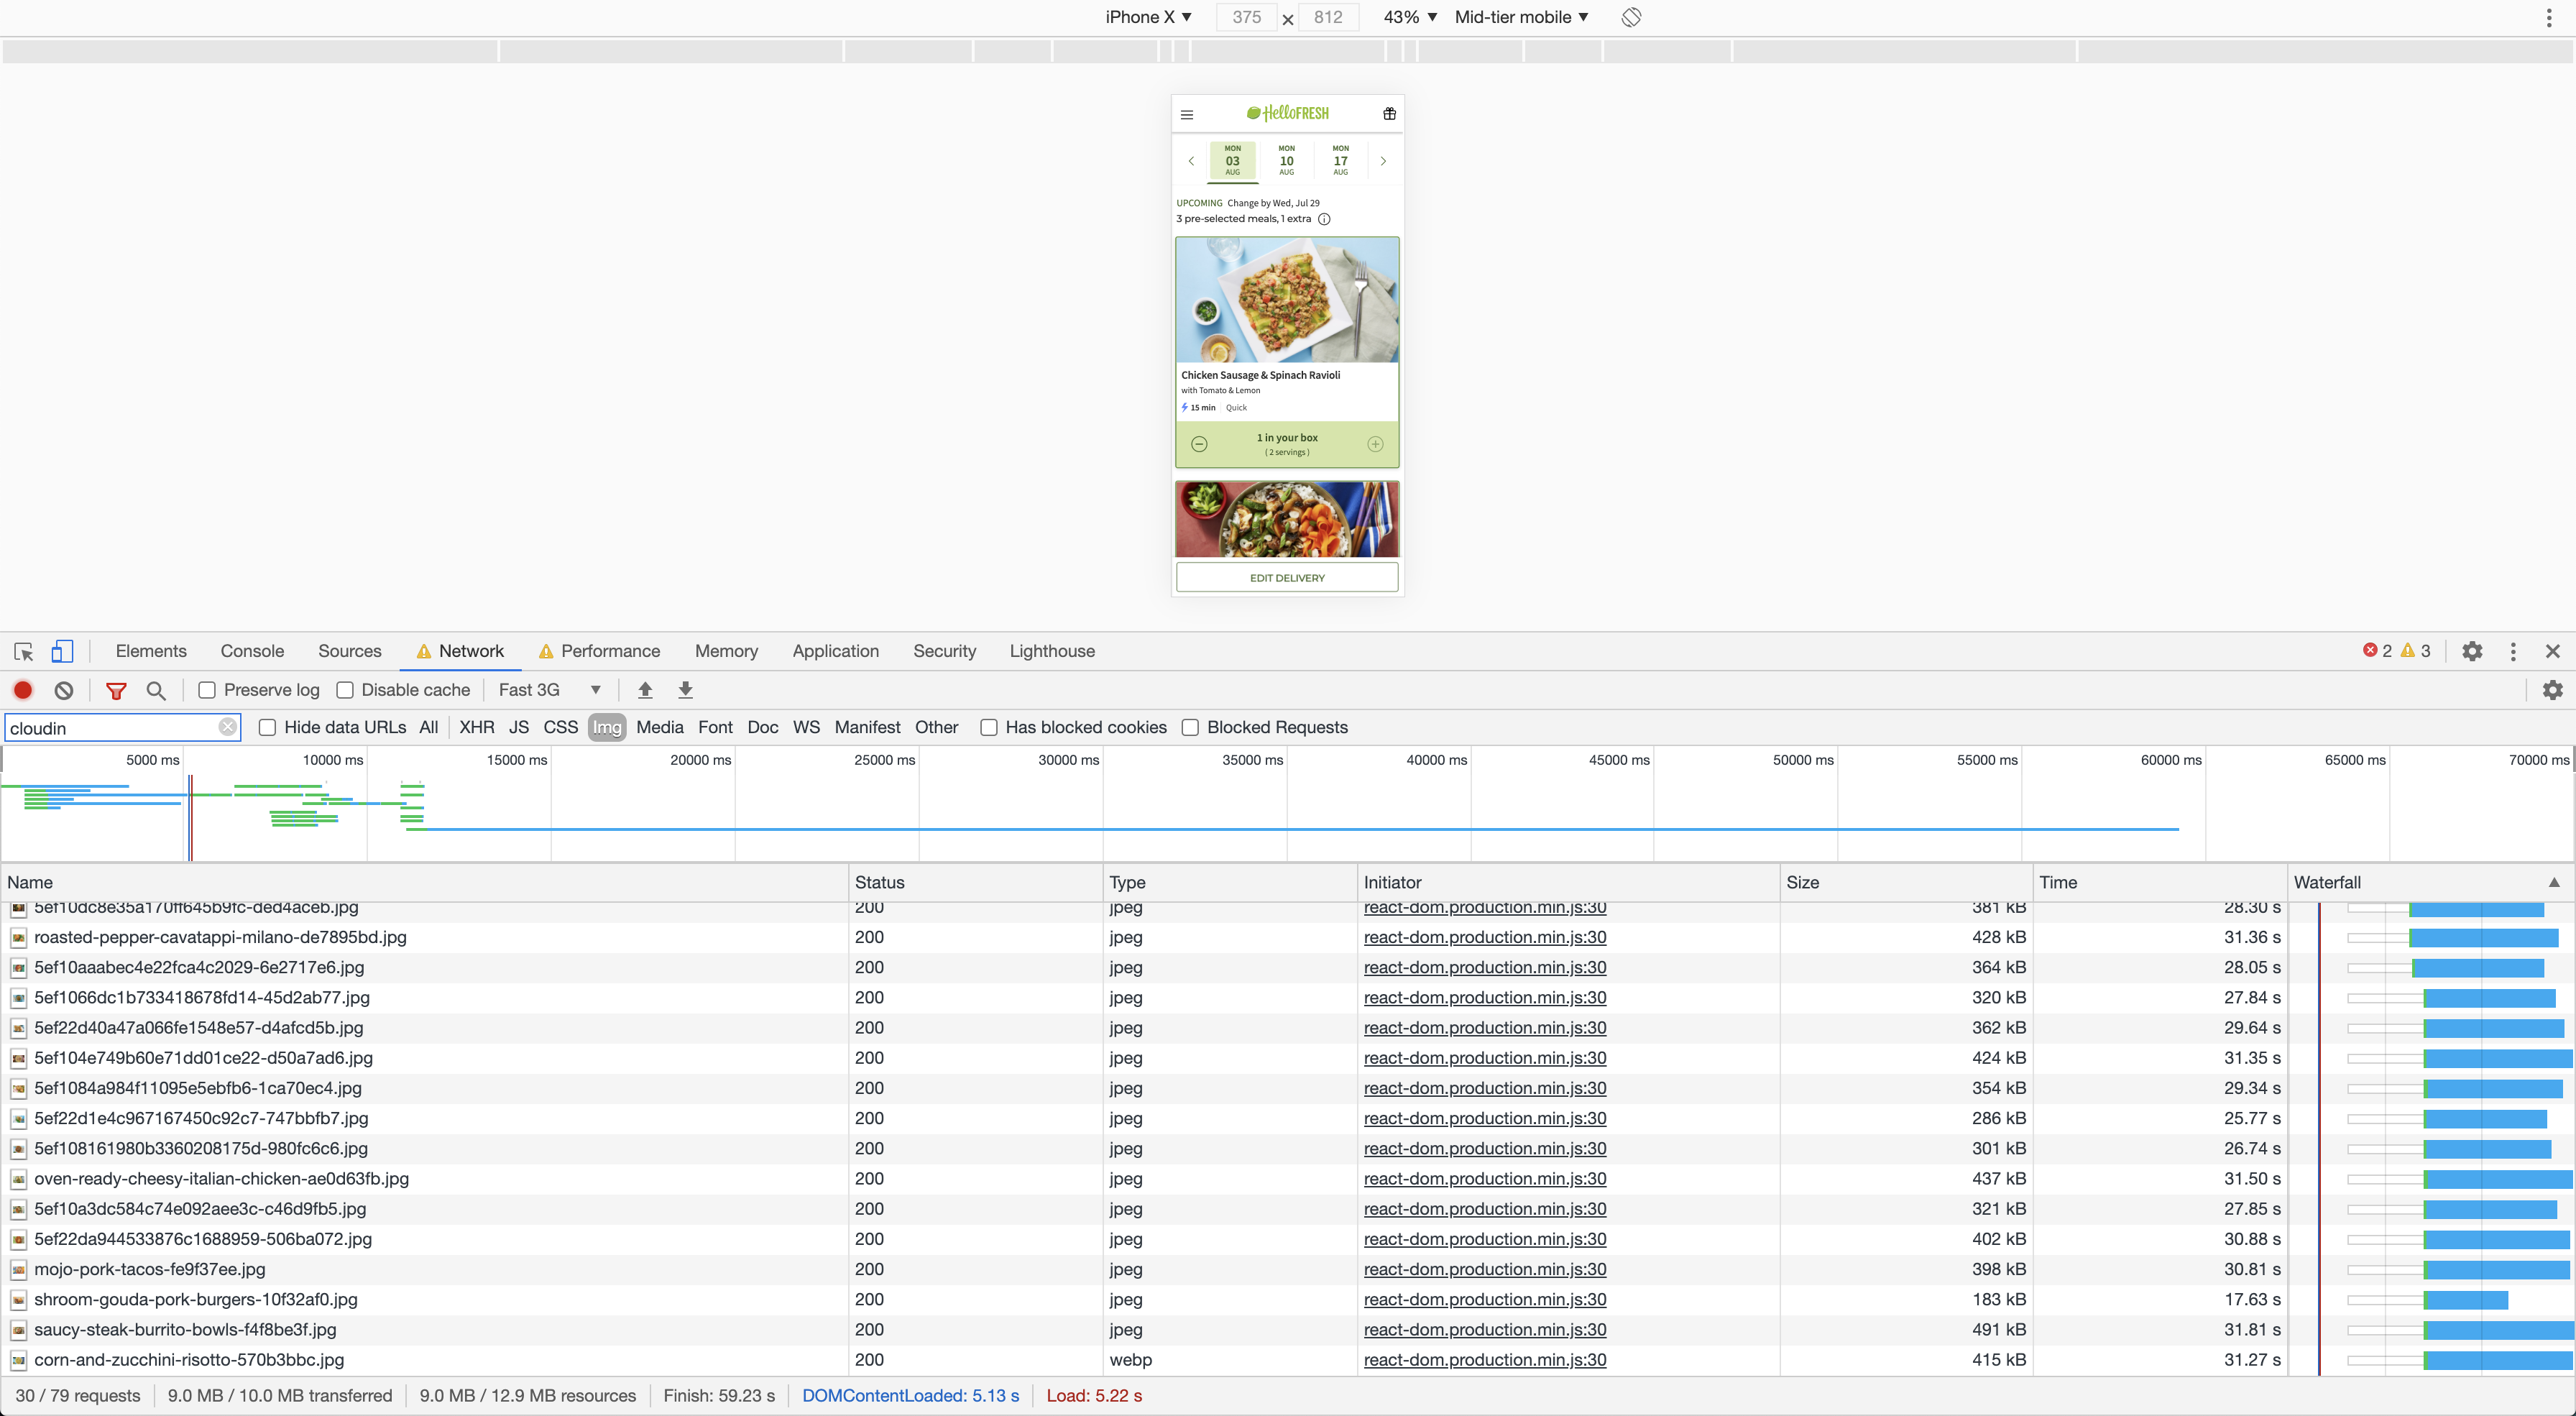 iPhone X ▼ 375 × 812 43% ▼ Mid-tier mobile ▼
HelloFRESH
MON MON MON
03 10 17
AUG AUG AUG
UPCOMING Change by Wed, Jul 29
3 pre-selected meals, 1 extra
Chicken Sausage & Spinach Ravioli
with Tomato & Lemon
15 min Quick
1 in your box
( 2 servings )
EDIT DELIVERY
Elements Console Sources Network Performance Memory Application Security Lighthouse 2 3
Preserve log Disable cache Fast 3G ▼
cloudin Hide data URLs All XHR JS CSS Img Media Font Doc WS Manifest Other Has blocked cookies Blocked Requests
5000 ms 10000 ms 15000 ms 20000 ms 25000 ms 30000 ms 35000 ms 40000 ms 45000 ms 50000 ms 55000 ms 60000 ms 65000 ms 70000 ms
Name Status Type Initiator Size Time Waterfall ▲
5ef10dc8e35a170ff645b9fc-ded4aceb.jpg 200 jpeg react-dom.production.min.js:30 381 kB 28.30 s
roasted-pepper-cavatappi-milano-de7895bd.jpg 200 jpeg react-dom.production.min.js:30 428 kB 31.36 s
5ef10aaabec4e22fca4c2029-6e2717e6.jpg 200 jpeg react-dom.production.min.js:30 364 kB 28.05 s
5ef1066dc1b733418678fd14-45d2ab77.jpg 200 jpeg react-dom.production.min.js:30 320 kB 27.84 s
5ef22d40a47a066fe1548e57-d4afcd5b.jpg 200 jpeg react-dom.production.min.js:30 362 kB 29.64 s
5ef104e749b60e71dd01ce22-d50a7ad6.jpg 200 jpeg react-dom.production.min.js:30 424 kB 31.35 s
5ef1084a984f11095e5ebfb6-1ca70ec4.jpg 200 jpeg react-dom.production.min.js:30 354 kB 29.34 s
5ef22d1e4c967167450c92c7-747bbfb7.jpg 200 jpeg react-dom.production.min.js:30 286 kB 25.77 s
5ef108161980b3360208175d-980fc6c6.jpg 200 jpeg react-dom.production.min.js:30 301 kB 26.74 s
oven-ready-cheesy-italian-chicken-ae0d63fb.jpg 200 jpeg react-dom.production.min.js:30 437 kB 31.50 s
5ef10a3dc584c74e092aee3c-c46d9fb5.jpg 200 jpeg react-dom.production.min.js:30 321 kB 27.85 s
5ef22da944533876c1688959-506ba072.jpg 200 jpeg react-dom.production.min.js:30 402 kB 30.88 s
mojo-pork-tacos-fe9f37ee.jpg 200 jpeg react-dom.production.min.js:30 398 kB 30.81 s
shroom-gouda-pork-burgers-10f32af0.jpg 200 jpeg react-dom.production.min.js:30 183 kB 17.63 s
saucy-steak-burrito-bowls-f4f8be3f.jpg 200 jpeg react-dom.production.min.js:30 491 kB 31.81 s
corn-and-zucchini-risotto-570b3bbc.jpg 200 webp react-dom.production.min.js:30 415 kB 31.27 s
30 / 79 requests 9.0 MB / 10.0 MB transferred 9.0 MB / 12.9 MB resources Finish: 59.23 s DOMContentLoaded: 5.13 s Load: 5.22 s